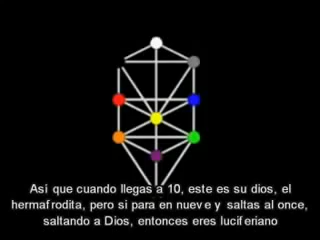 Asi que cuando llegas a 10, este es su dios, el
hermafrodita, pero si para en nueve y saltas al once,
saltando a Dios, entonces eres luciferiano